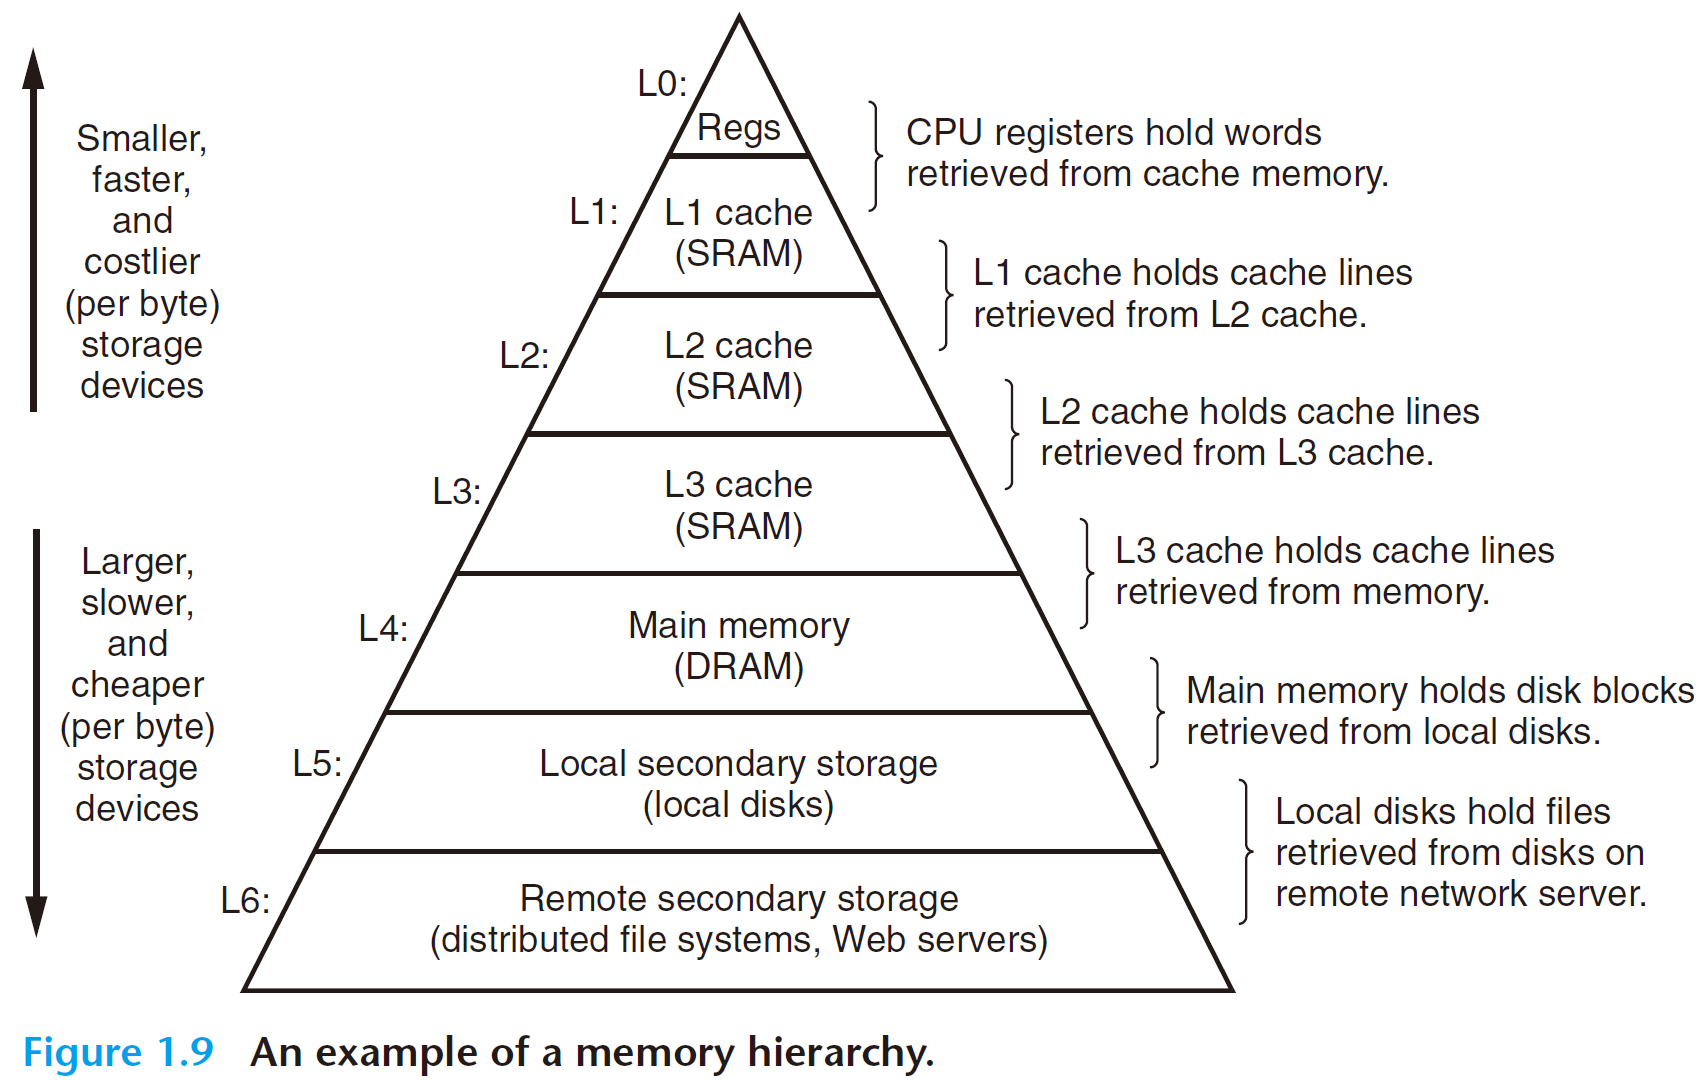 Smaller,
faster,
and
costlier
(per byte)
storage
devices
Larger,
slower,
and
cheaper
(per byte)
storage
devices
L0:
Regs
L1:
L1 cache
(SRAM)
L2:
L2 cache
(SRAM)
L3:
L3 cache
(SRAM)
L4:
Main memory
(DRAM)
L5:
Local secondary storage
(local disks)
L6:
Remote secondary storage
(distributed file systems, Web servers)
CPU registers hold words
retrieved from cache memory.
L1 cache holds cache lines
retrieved from L2 cache.
L2 cache holds cache lines
retrieved from L3 cache.
L3 cache holds cache lines
retrieved from memory.
Main memory holds disk blocks
retrieved from local disks.
Local disks hold files
retrieved from disks on
remote network server.
Figure 1.9 An example of a memory hierarchy.